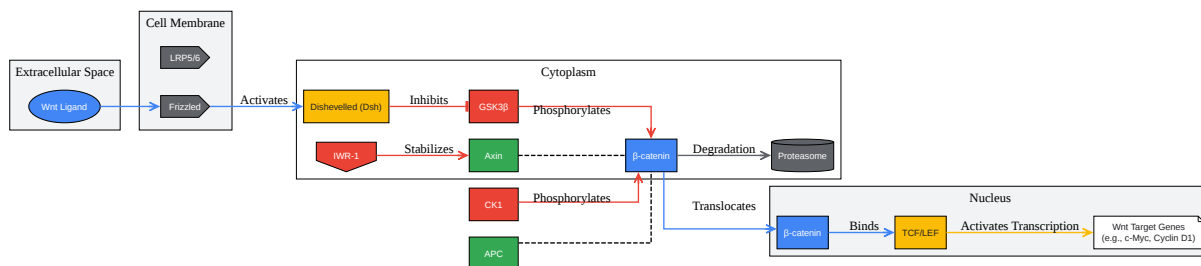 Cell Membrane
LRP5/6
Extracellular Space
Cytoplasm
Wnt Ligand
Frizzled
Activates
Dishevelled (Dsh)
Inhibits
GSK3β
Phosphorylates
IWR-1
Stabilizes
Axin
β-catenin
Degradation
Proteasome
CK1
Phosphorylates
Translocates
Nucleus
β-catenin
Binds
TCF/LEF
Activates Transcription
Wnt Target Genes
(e.g., c-Myc, Cyclin D1)
APC